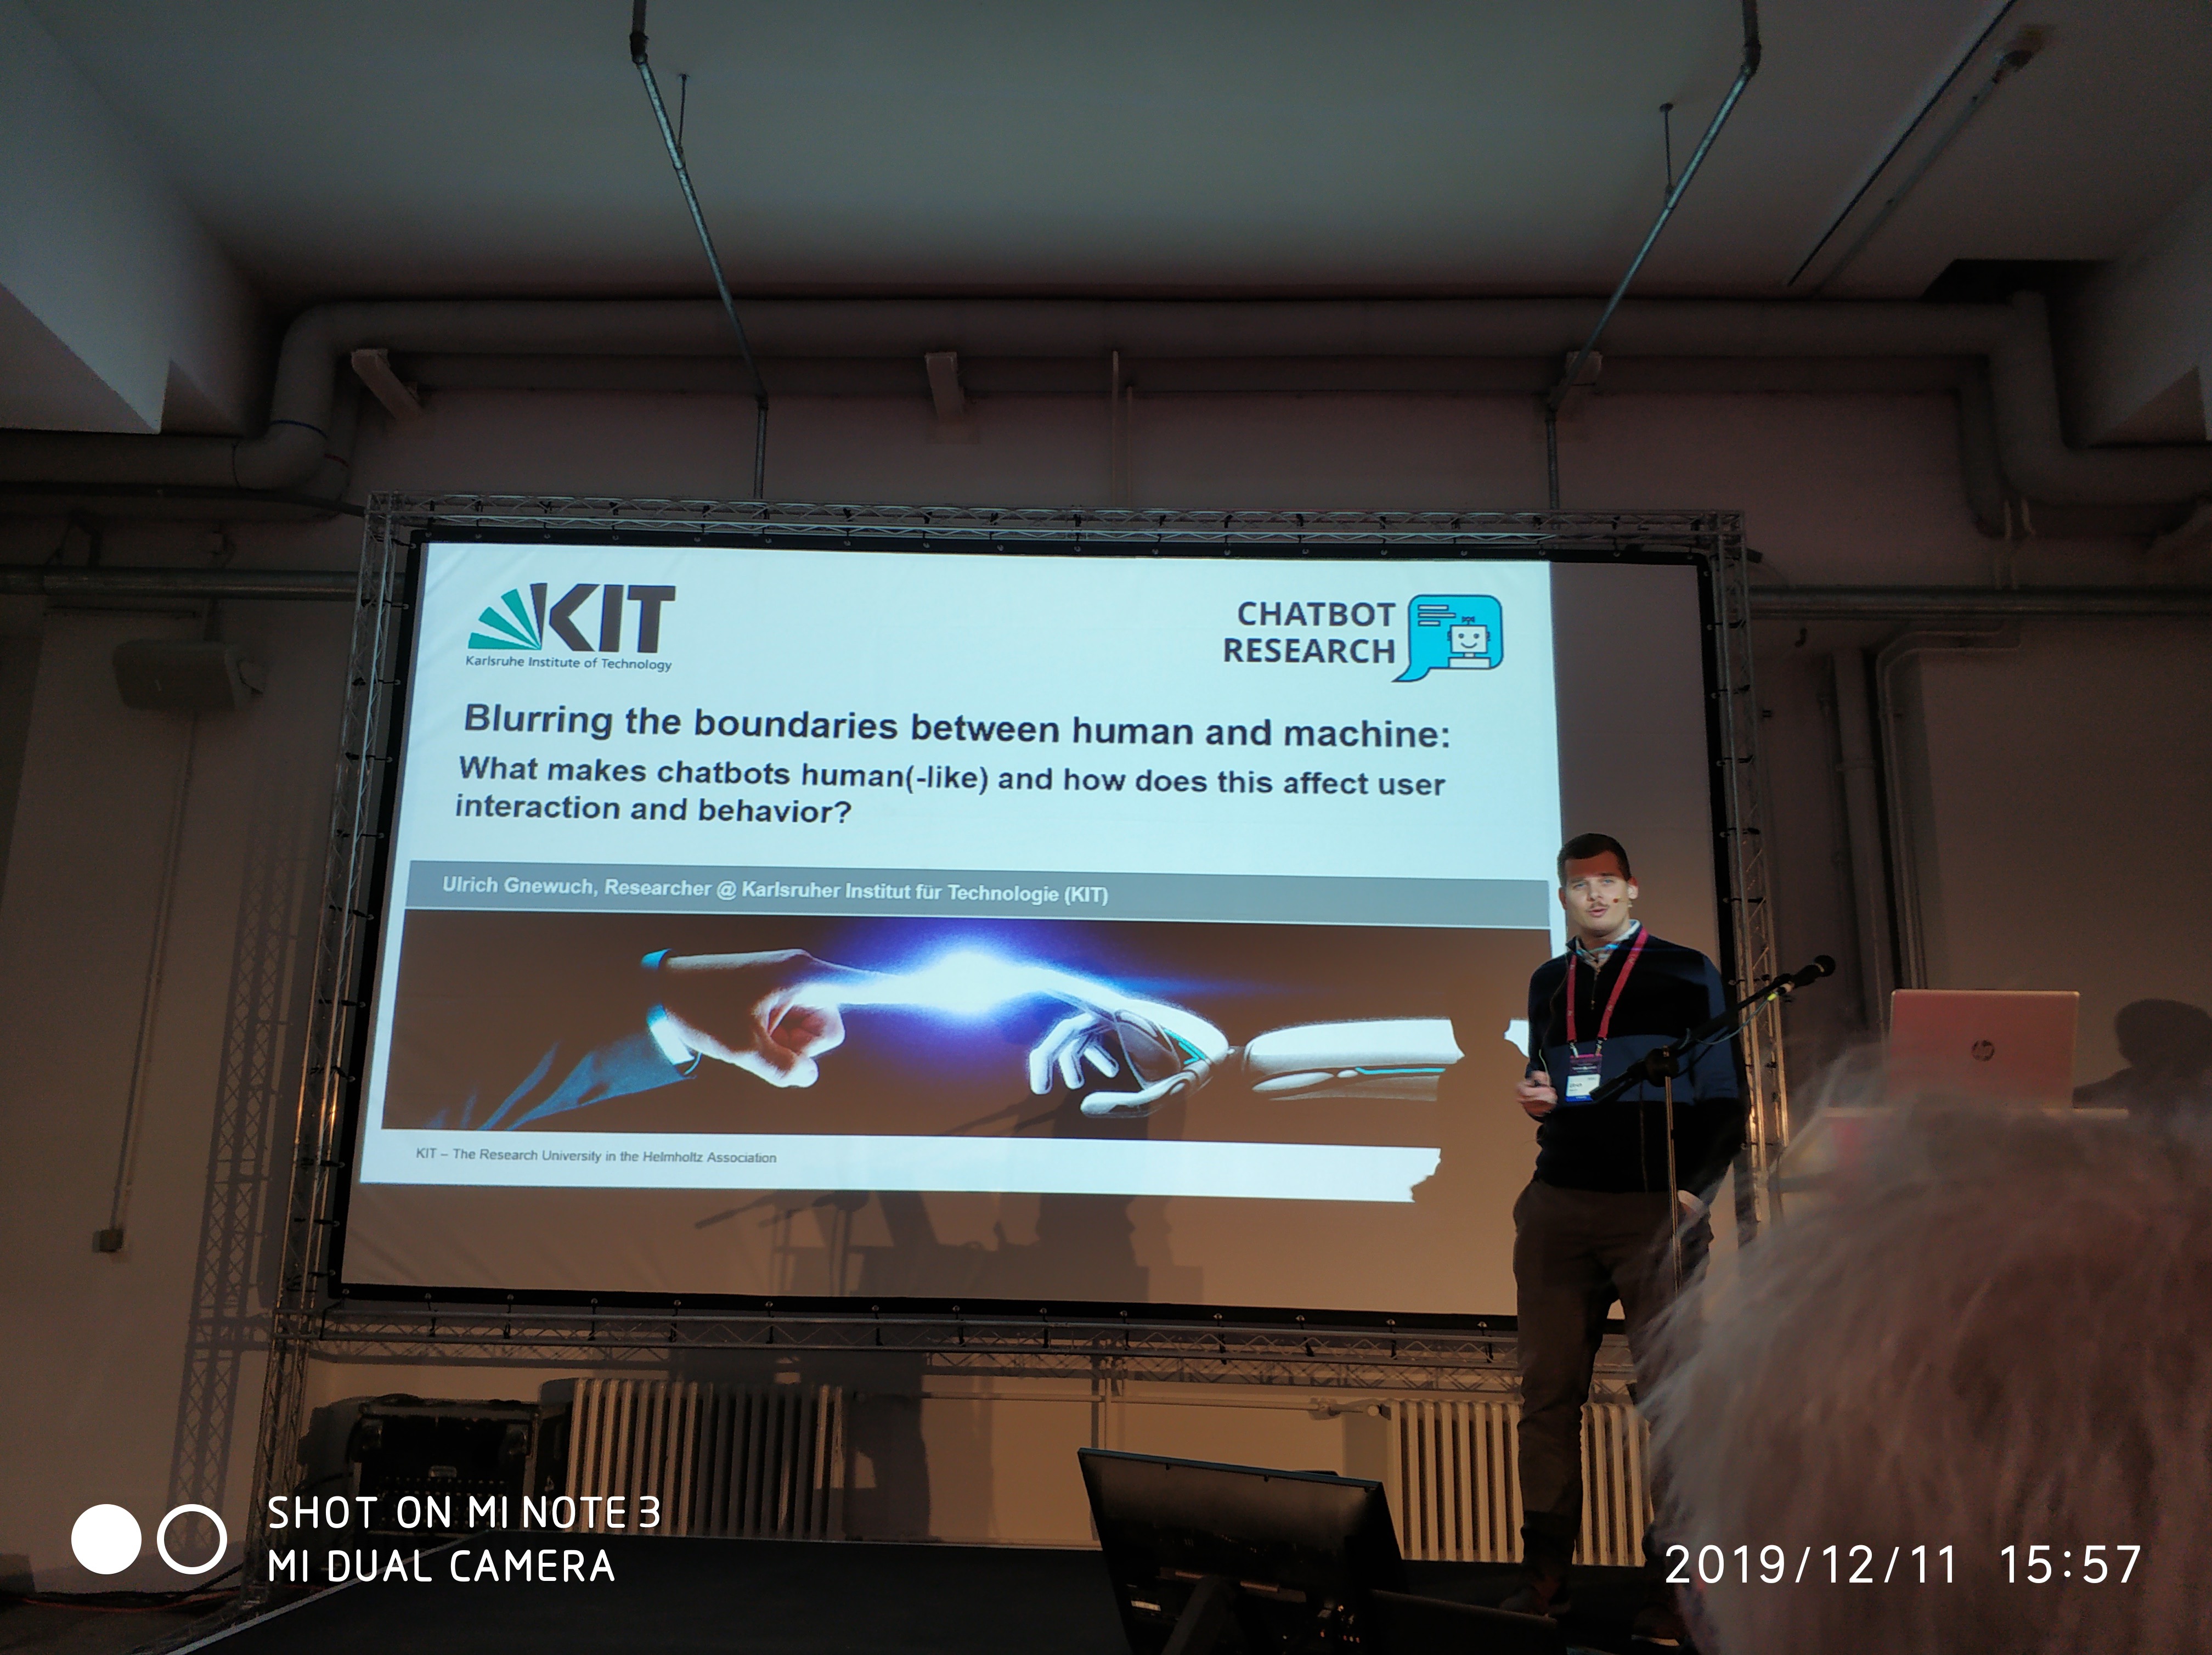 KIT
Karlsruhe Institute of Technology
CHATBOT
RESEARCH
Blurring the boundaries between human and machine:
What makes chatbots human(-like) and how does this affect user
interaction and behavior?
Ulrich Gnewuch, Researcher @ Karlsruher Institut für Technologie (KIT)
KIT – The Research University in the Helmholtz Association
hp
SHOT ON MI NOTE 3
MI DUAL CAMERA
2019/12/11 15:57